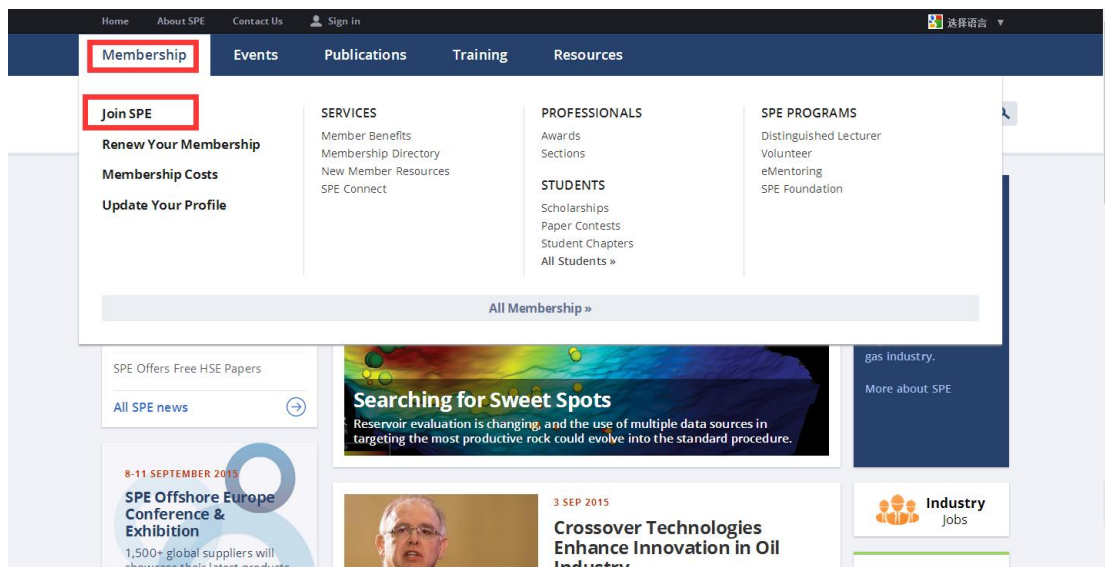 Home About SPE Contact Us Sign in 选择语言 ▼
Membership Events Publications Training Resources
Join SPE
Renew Your Membership
Membership Costs
Update Your Profile
SERVICES
Member Benefits
Membership Directory
New Member Resources
SPE Connect
PROFESSIONALS
Awards
Sections
STUDENTS
Scholarships
Paper Contests
Student Chapters
All Students »
SPE PROGRAMS
Distinguished Lecturer
Volunteer
eMentoring
SPE Foundation
All Membership »
SPE Offers Free HSE Papers
All SPE news
8-11 SEPTEMBER 2015
SPE Offshore Europe
Conference &
Exhibition
1,500+ global suppliers will
showcase their latest products
Searching for Sweet Spots
Reservoir evaluation is changing, and the use of multiple data sources in
targeting the most productive rock could evolve into the standard procedure.
3 SEP 2015
Crossover Technologies
Enhance Innovation in Oil
Industry
gas industry.
More about SPE
Industry
Jobs